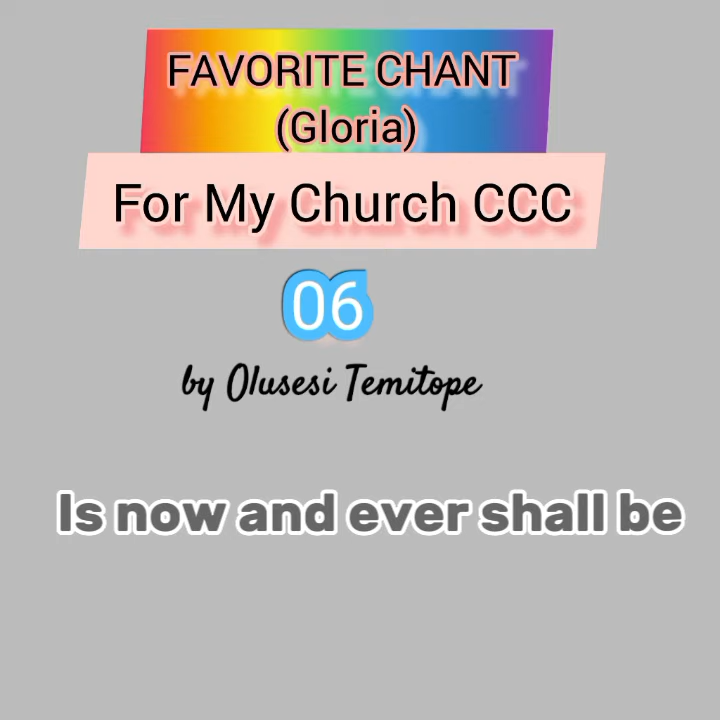 FAVORITE CHANT
(Gloria)
For My Church CCC
06
by Olusesi Temitope
Is now and ever shall be